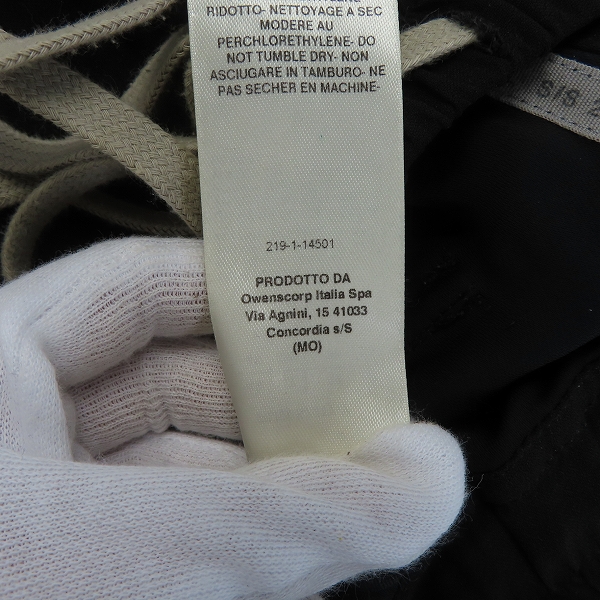 RIDOTTO- NETTOYAGE A SEC
MODERE AU
PERCHLORETHYLENE- DO
NOT TUMBLE DRY- NON
ASCIUGARE IN TAMBURO- NE
PAS SECHER EN MACHINE-
219-1-14501
PRODOTTO DA
Owenscorp Italia Spa
Via Agnini, 15 41033
Concordia s/S
(MO)
S/S 2